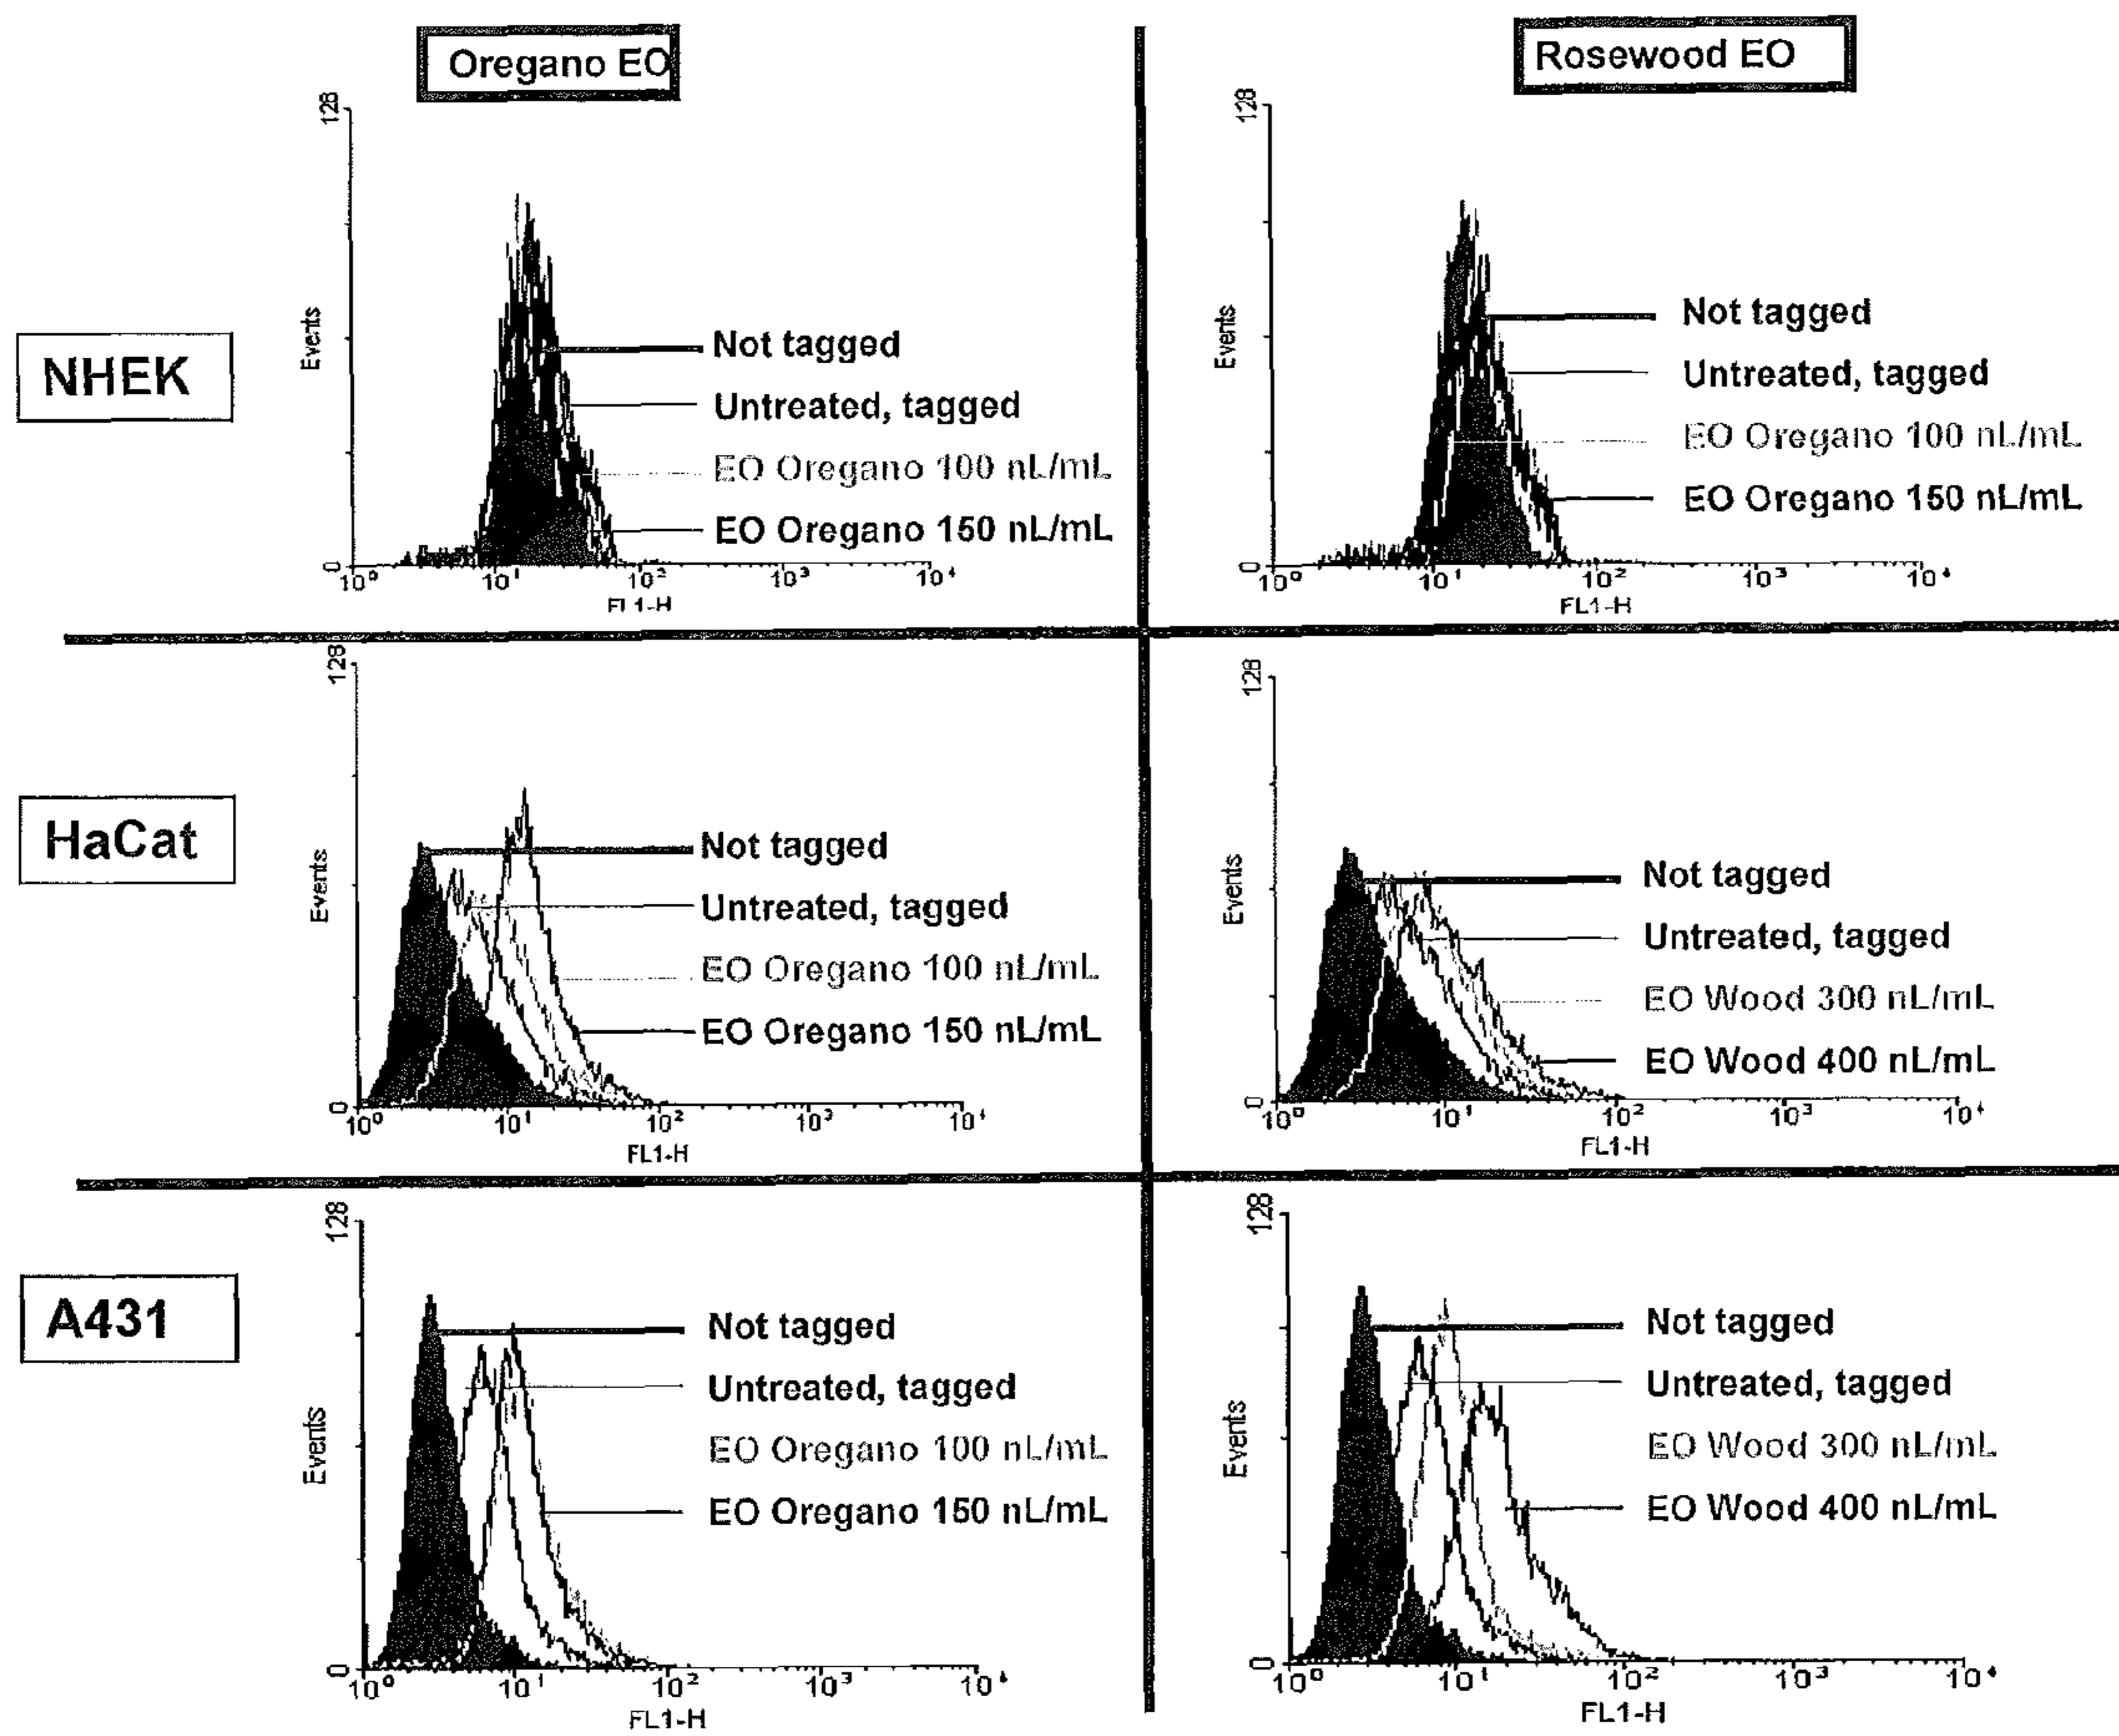 Oregano EO
Rosewood EO
NHEK
128
Events
0
Not tagged
Untreated, tagged
EO Oregano 100 nL/mL
EO Oregano 150 nL/mL
10⁰ 10¹ 10² 10³ 10⁴
FL1-H
128
Events
0
Not tagged
Untreated, tagged
EO Oregano 100 nL/mL
EO Oregano 150 nL/mL
10⁰ 10¹ 10² 10³ 10⁴
FL1-H
HaCat
128
Events
0
Not tagged
Untreated, tagged
EO Oregano 100 nL/mL
EO Oregano 150 nL/mL
10⁰ 10¹ 10² 10³ 10⁴
FL1-H
128
Events
0
Not tagged
Untreated, tagged
EO Wood 300 nL/mL
EO Wood 400 nL/mL
10⁰ 10¹ 10² 10³ 10⁴
FL1-H
A431
128
Events
0
Not tagged
Untreated, tagged
EO Oregano 100 nL/mL
EO Oregano 150 nL/mL
10⁰ 10¹ 10² 10³ 10⁴
FL1-H
128
Events
0
Not tagged
Untreated, tagged
EO Wood 300 nL/mL
EO Wood 400 nL/mL
10⁰ 10¹ 10² 10³ 10⁴
FL1-H